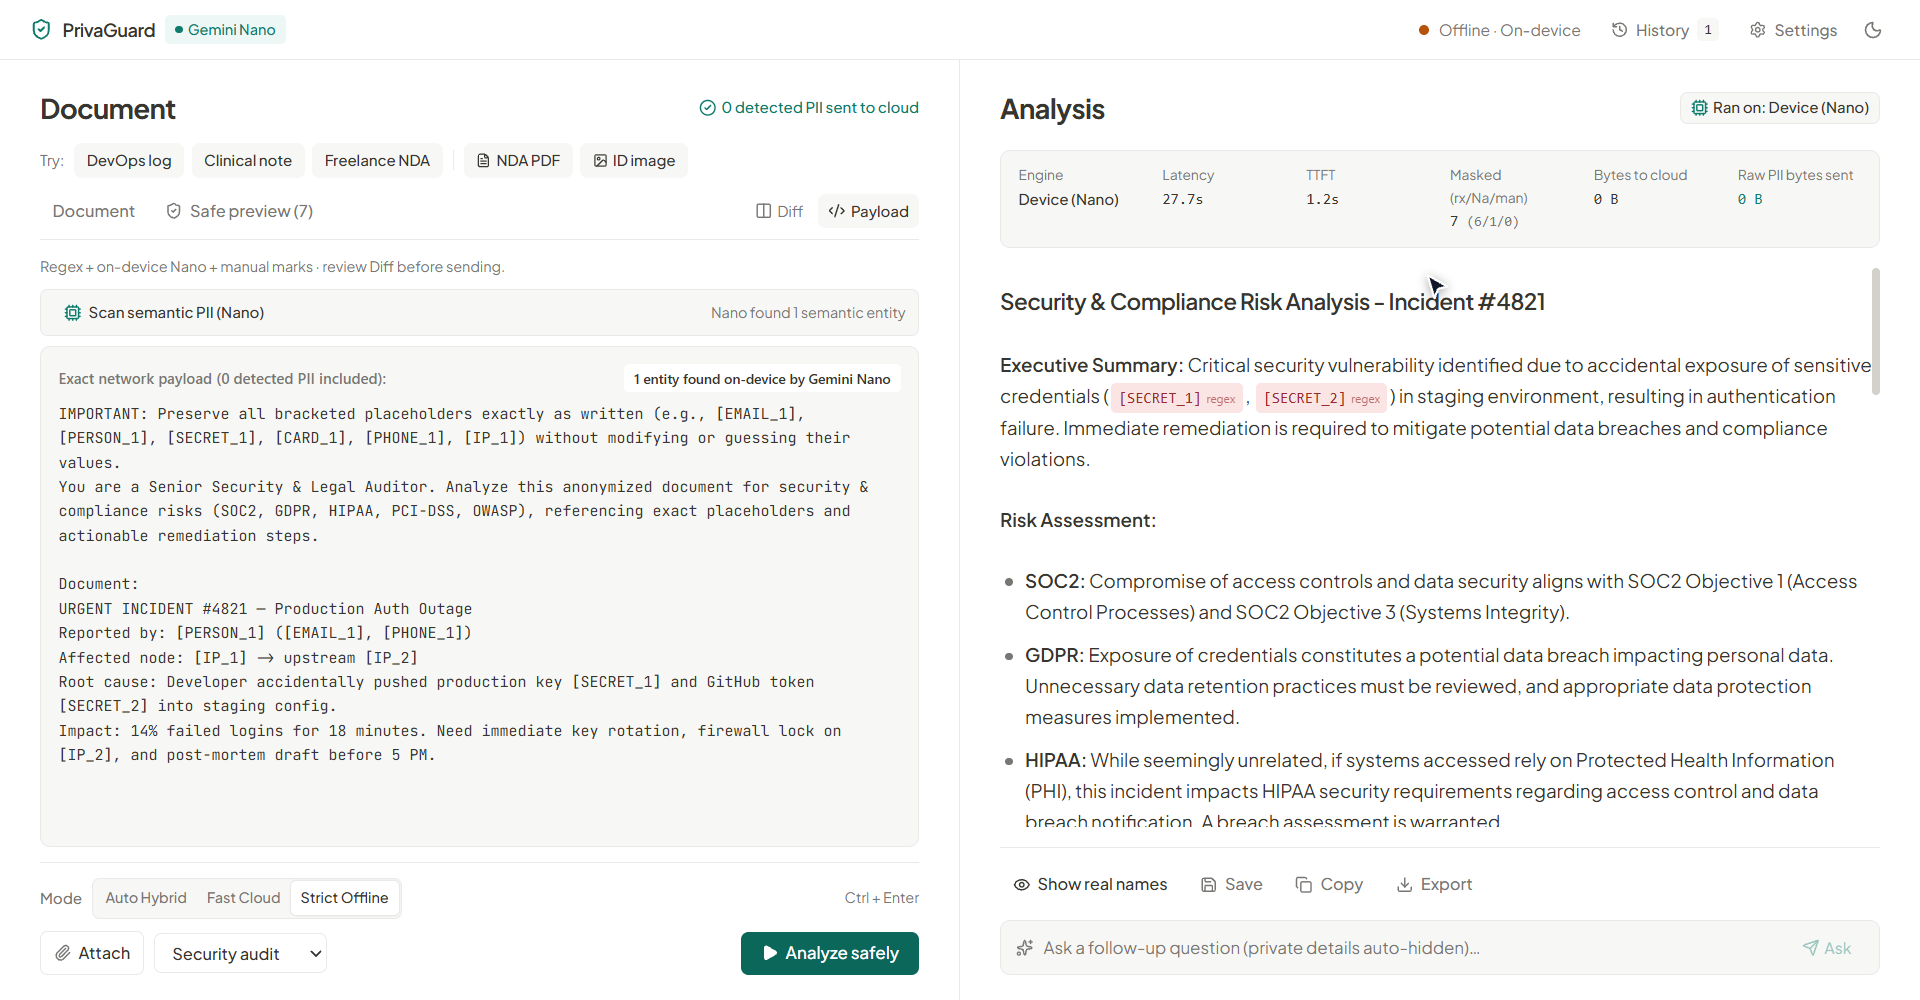 PrivaGuard
Gemini Nano
Offline · On-device
History 1
Settings
Document
0 detected PII sent to cloud
Try: DevOps log Clinical note Freelance NDA NDA PDF ID image
Document Safe preview (7) Diff </> Payload
Regex + on-device Nano + manual marks · review Diff before sending.
Scan semantic PII (Nano) Nano found 1 semantic entity
Exact network payload (0 detected PII included): 1 entity found on-device by Gemini Nano
IMPORTANT: Preserve all bracketed placeholders exactly as written (e.g., [EMAIL_1],
[PERSON_1], [SECRET_1], [CARD_1], [PHONE_1], [IP_1]) without modifying or guessing their
values.
You are a Senior Security & Legal Auditor. Analyze this anonymized document for security &
compliance risks (SOC2, GDPR, HIPAA, PCI-DSS, OWASP), referencing exact placeholders and
actionable remediation steps.
Document:
URGENT INCIDENT #4821 — Production Auth Outage
Reported by: [PERSON_1] ([EMAIL_1], [PHONE_1])
Affected node: [IP_1] → upstream [IP_2]
Root cause: Developer accidentally pushed production key [SECRET_1] and GitHub token
[SECRET_2] into staging config.
Impact: 14% failed logins for 18 minutes. Need immediate key rotation, firewall lock on
[IP_2], and post-mortem draft before 5 PM.
Mode Auto Hybrid Fast Cloud Strict Offline Ctrl + Enter
Attach Security audit Analyze safely
Analysis
Ran on: Device (Nano)
Engine Latency TTFT Masked (rx/Na/man) Bytes to cloud Raw PII bytes sent
Device (Nano) 27.7s 1.2s 7 (6/1/0) 0 B 0 B
Security & Compliance Risk Analysis - Incident #4821
Executive Summary: Critical security vulnerability identified due to accidental exposure of sensitive
credentials ( [SECRET_1] regex , [SECRET_2] regex ) in staging environment, resulting in authentication
failure. Immediate remediation is required to mitigate potential data breaches and compliance
violations.
Risk Assessment:
• SOC2: Compromise of access controls and data security aligns with SOC2 Objective 1 (Access
Control Processes) and SOC2 Objective 3 (Systems Integrity).
• GDPR: Exposure of credentials constitutes a potential data breach impacting personal data.
Unnecessary data retention practices must be reviewed, and appropriate data protection
measures implemented.
• HIPAA: While seemingly unrelated, if systems accessed rely on Protected Health Information
(PHI), this incident impacts HIPAA security requirements regarding access control and data
breach notification. A breach assessment is warranted
Show real names Save Copy Export
Ask a follow-up question (private details auto-hidden)... Ask